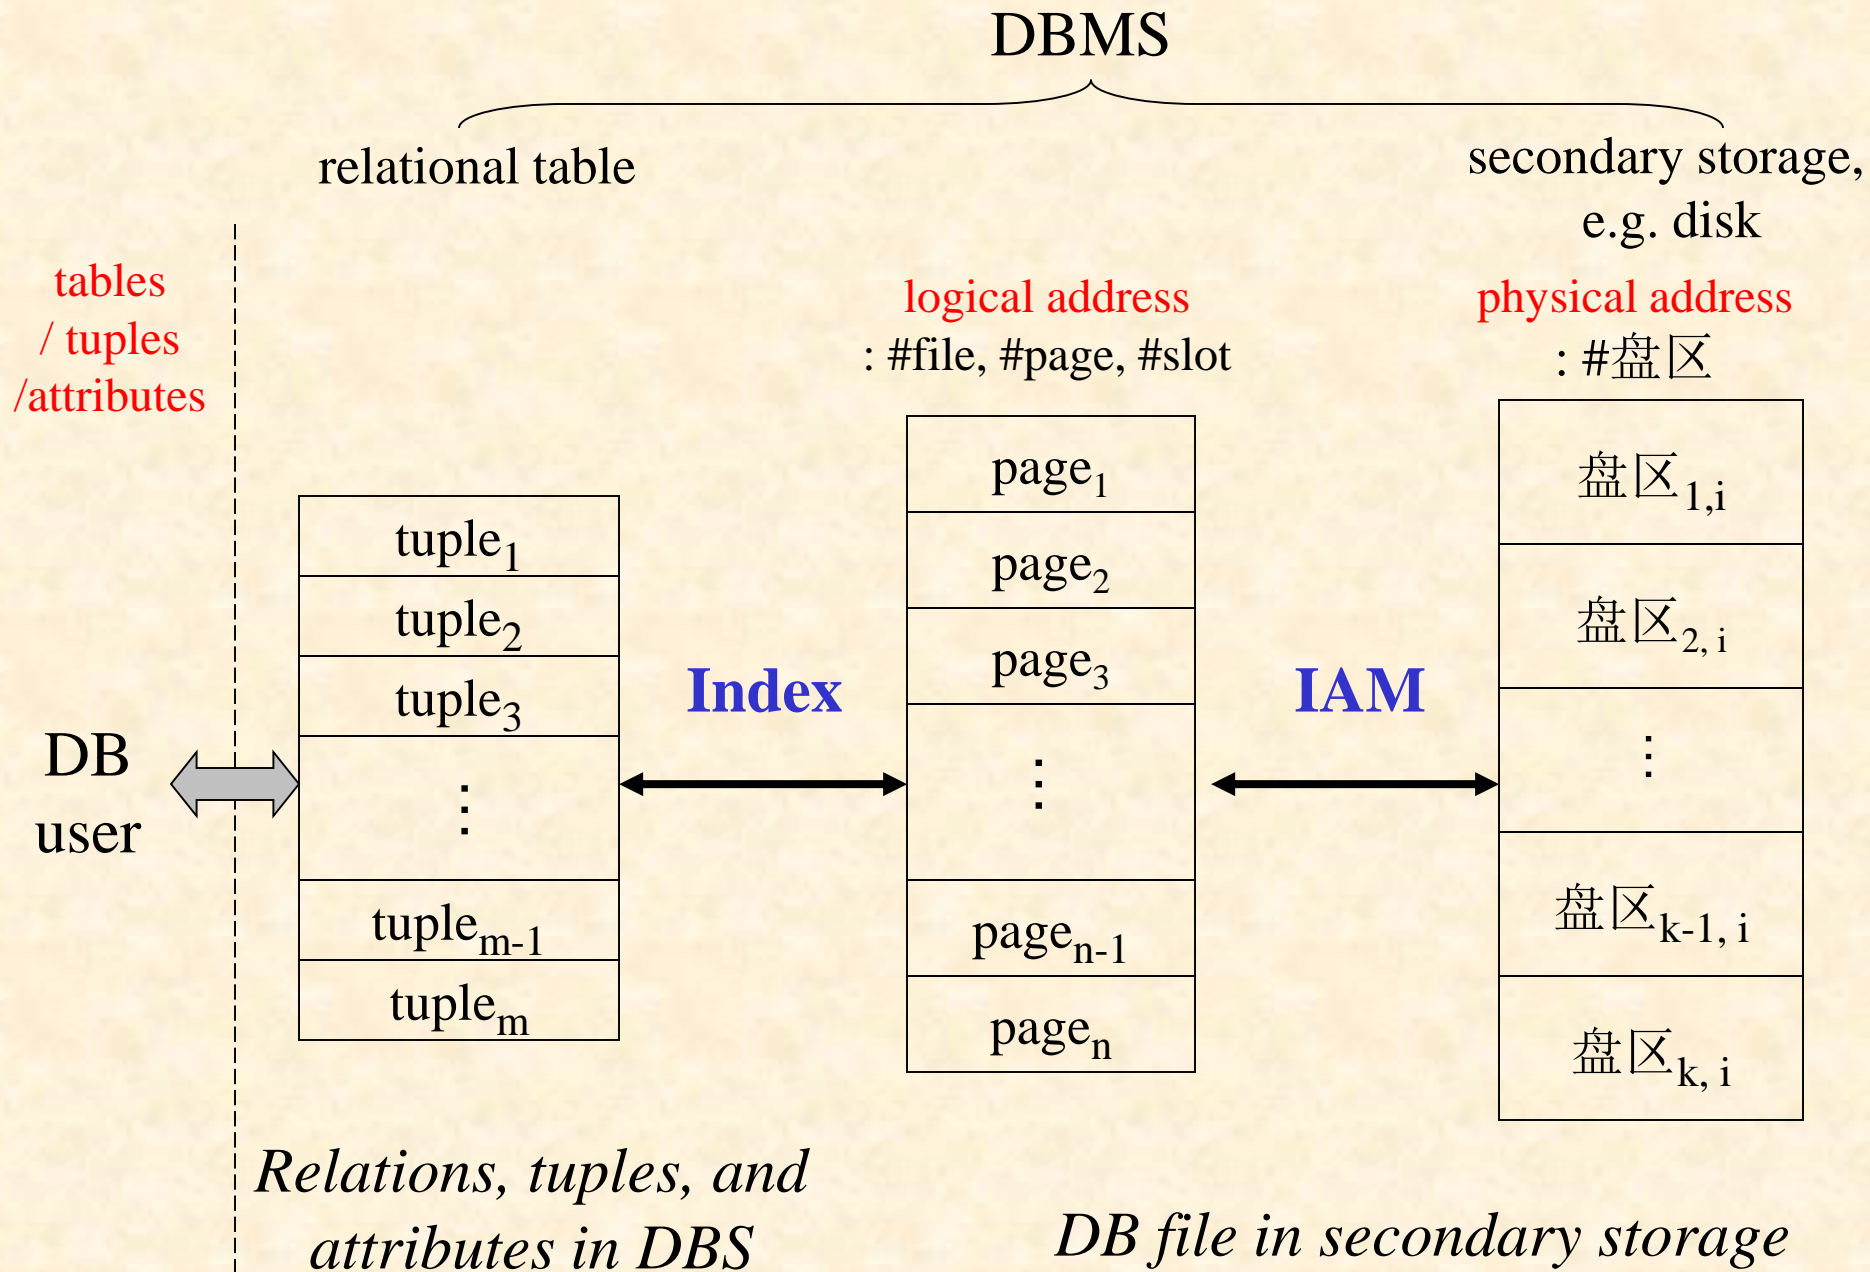 DBMS
relational table
secondary storage,
e.g. disk
tables
/ tuples
/attributes
logical address
: #file, #page, #slot
physical address
: #盘区
DB
user
tuple₁
tuple₂
tuple₃
⋮
tupleₘ₋₁
tupleₘ
Index
page₁
page₂
page₃
⋮
pageₙ₋₁
pageₙ
IAM
盘区1,i
盘区2, i
⋮
盘区k-1, i
盘区k, i
Relations, tuples, and
attributes in DBS
DB file in secondary storage